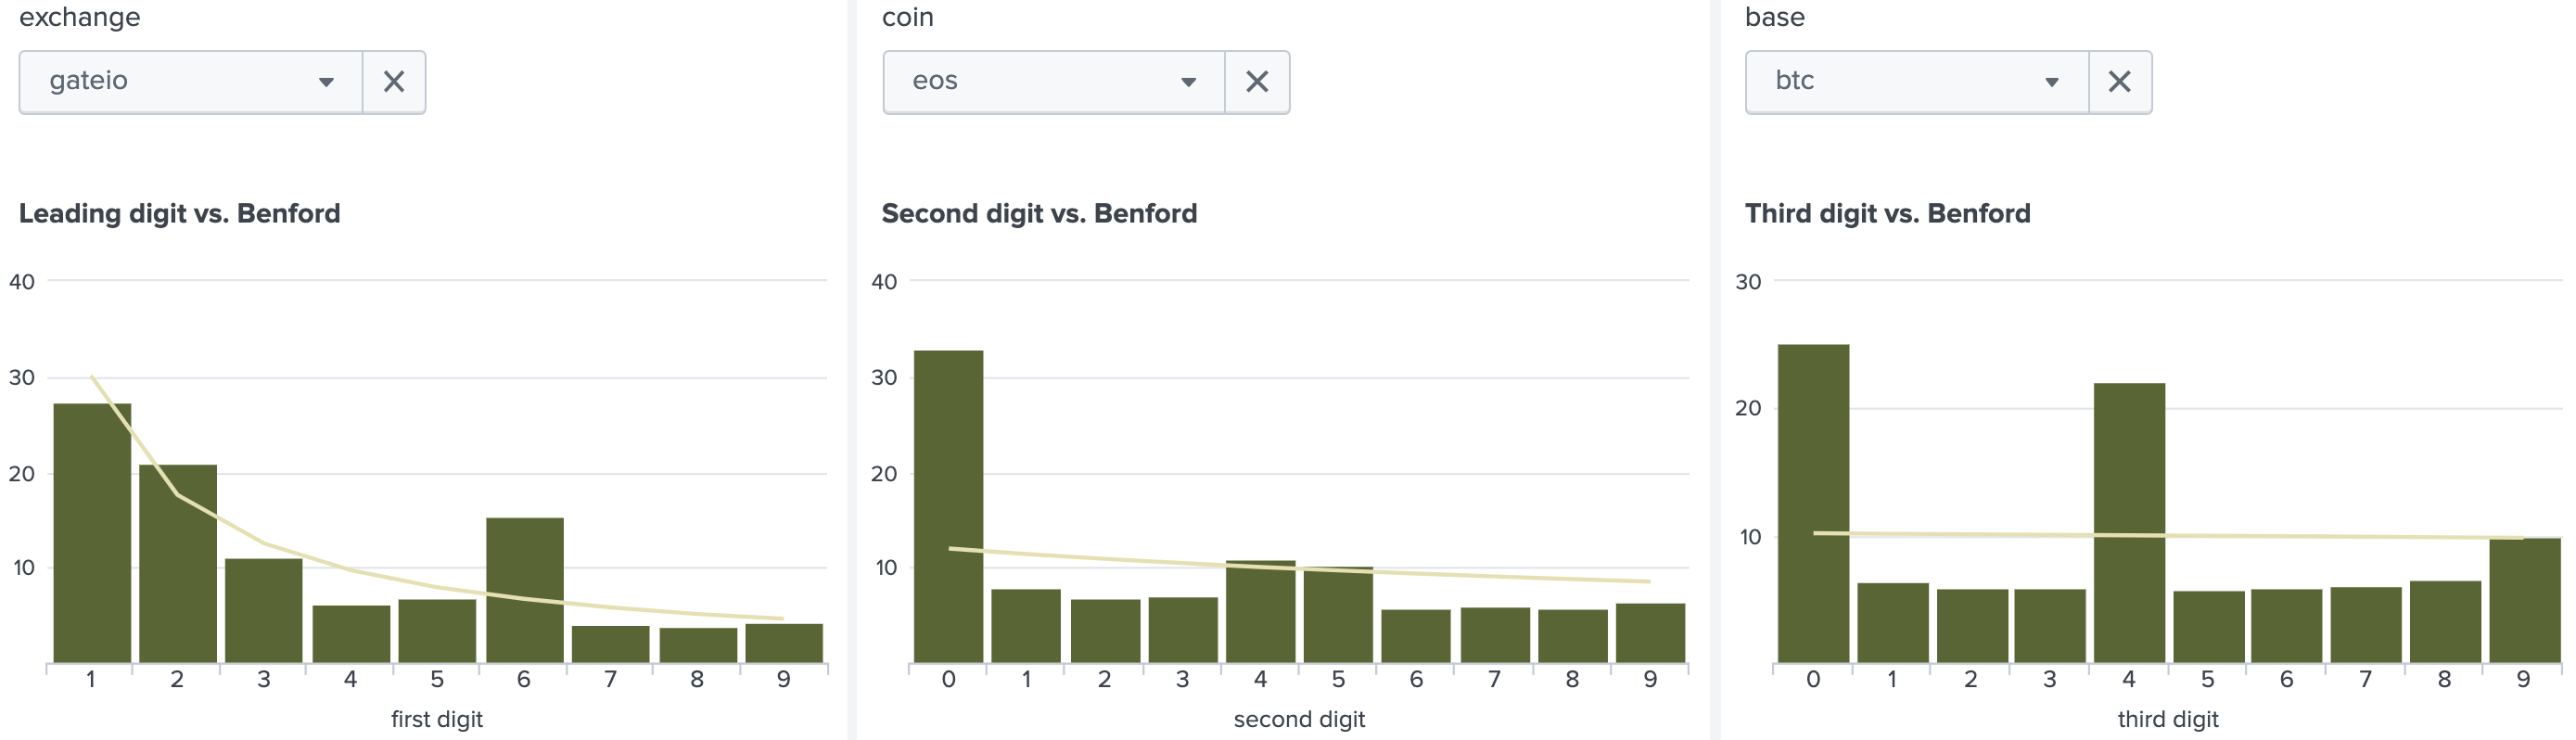 exchange
gateio
Leading digit vs. Benford
40
30
20
10
1 2 3 4 5 6 7 8 9
first digit
coin
eos
Second digit vs. Benford
40
30
20
10
0 1 2 3 4 5 6 7 8 9
second digit
base
btc
Third digit vs. Benford
30
20
10
0 1 2 3 4 5 6 7 8 9
third digit